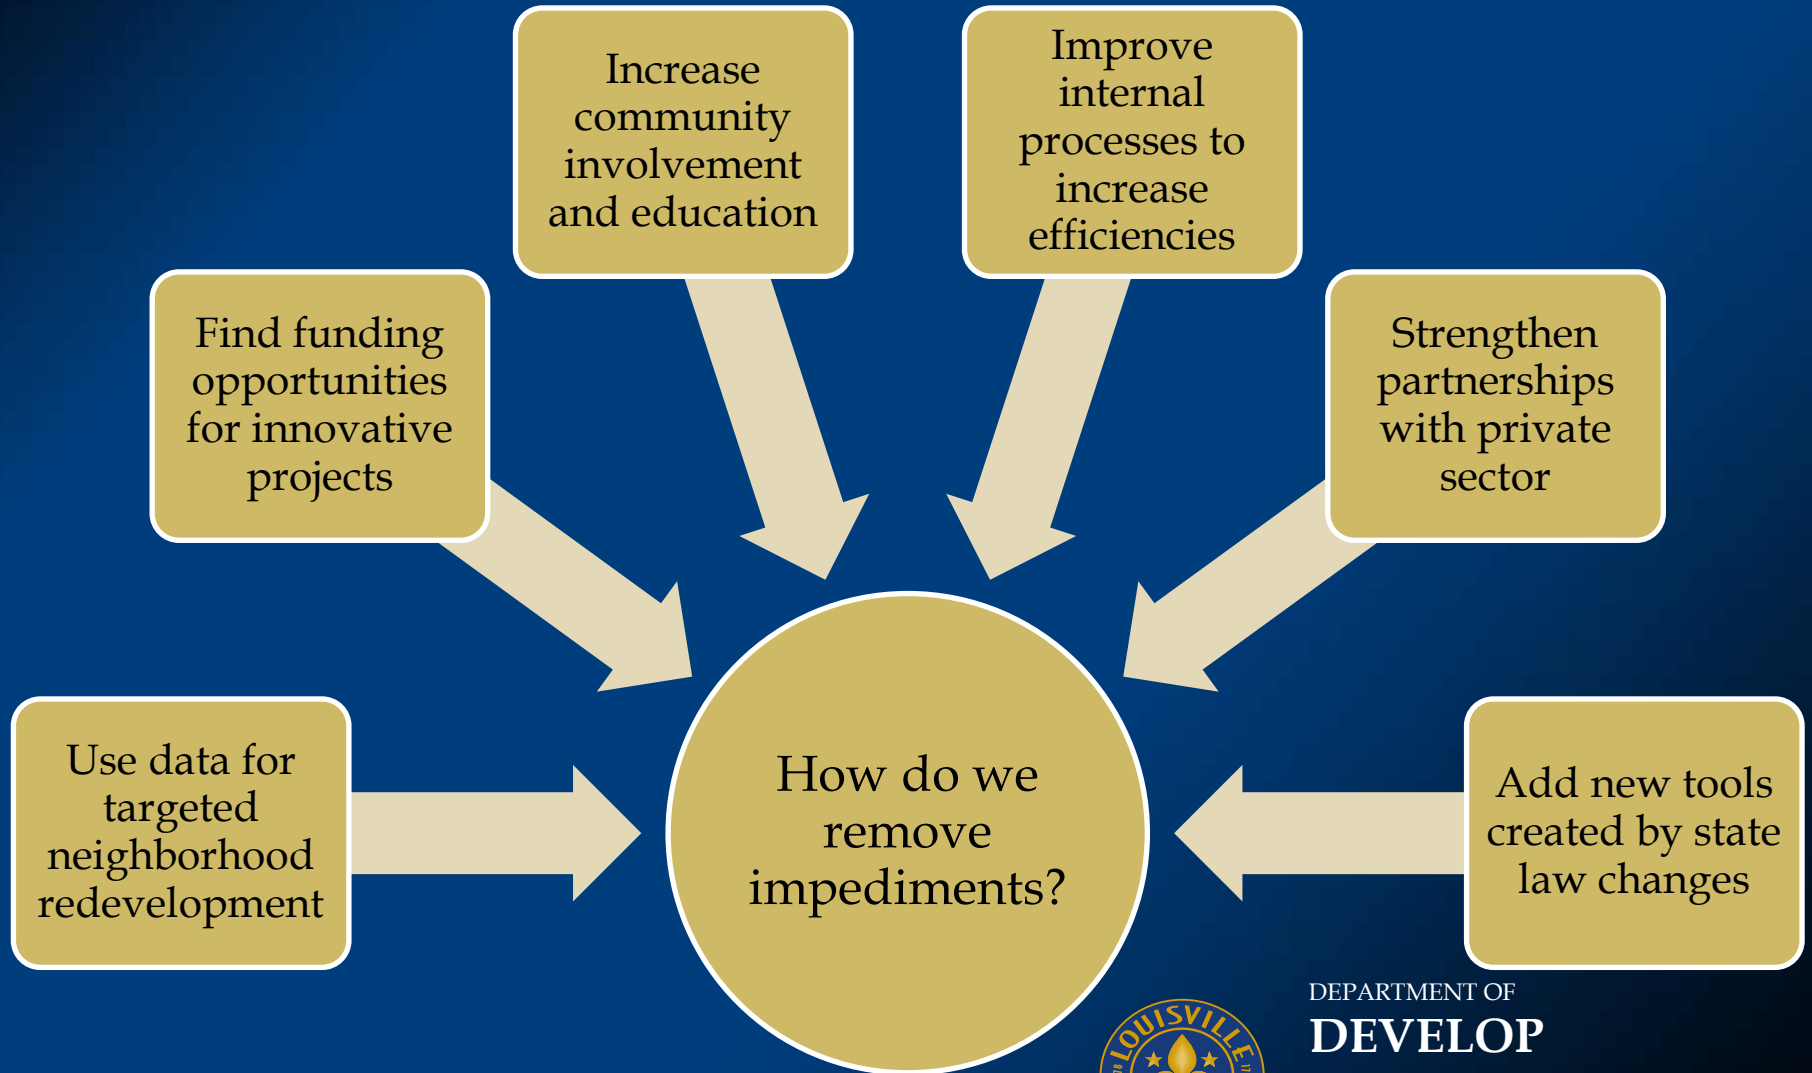 Increase
community
involvement
and education
Improve
internal
processes to
increase
efficiencies
Find funding
opportunities
for innovative
projects
Strengthen
partnerships
with private
sector
Use data for
targeted
neighborhood
redevelopment
How do we
remove
impediments?
Add new tools
created by state
law changes
DEPARTMENT OF
DEVELOP
LOUISVILLE